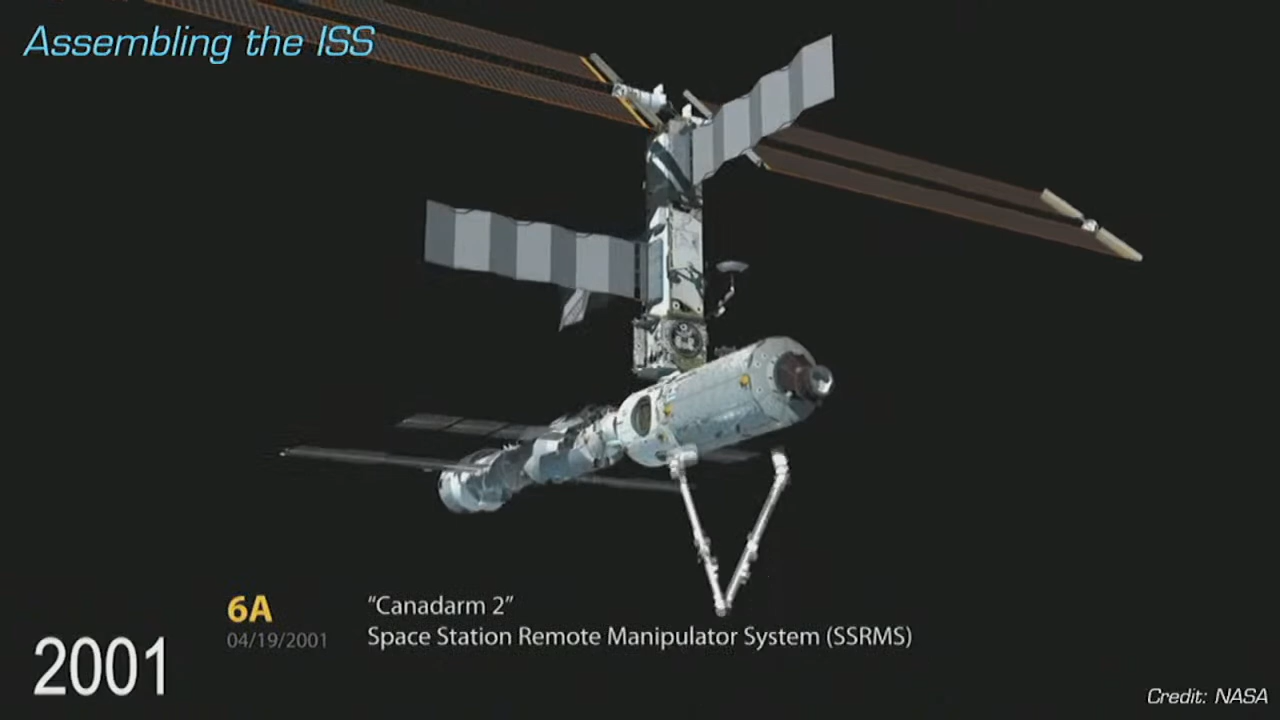 Assembling the ISS
6A
04/19/2001
“Canadarm 2”
Space Station Remote Manipulator System (SSRMS)
2001
Credit: NASA